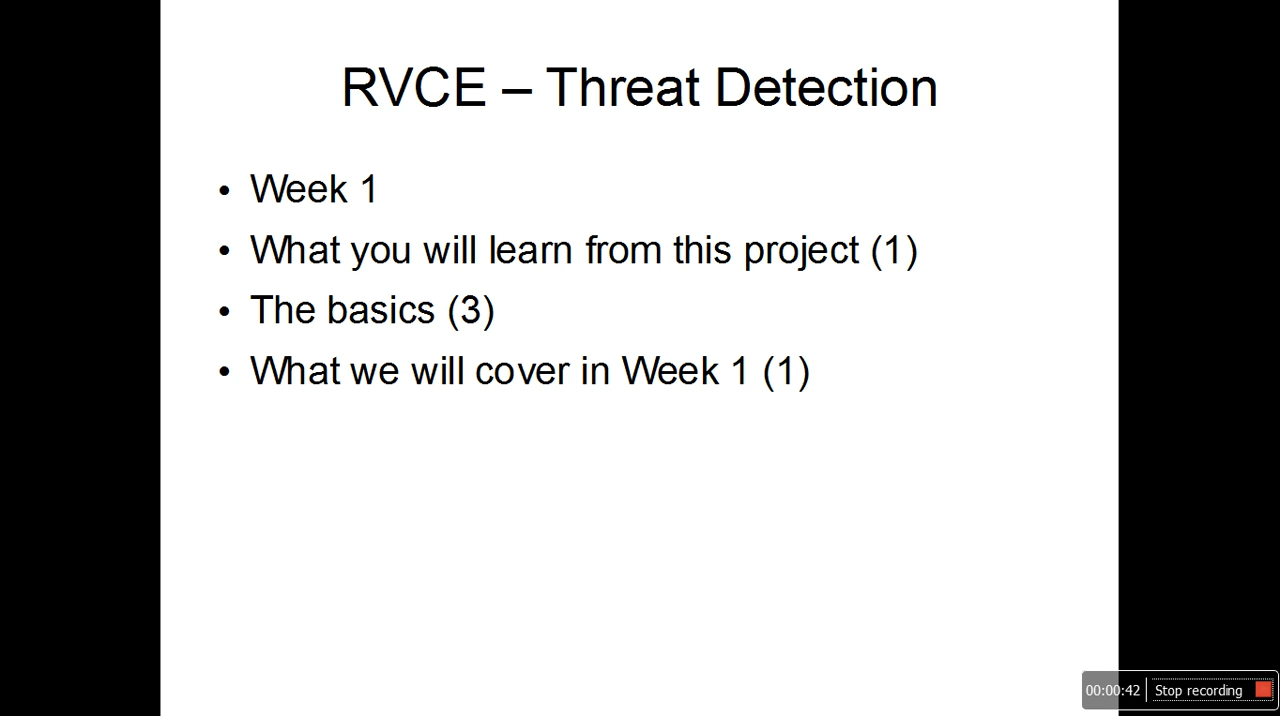 RVCE – Threat Detection
• Week 1
• What you will learn from this project (1)
• The basics (3)
• What we will cover in Week 1 (1)
00:00:42 Stop recording